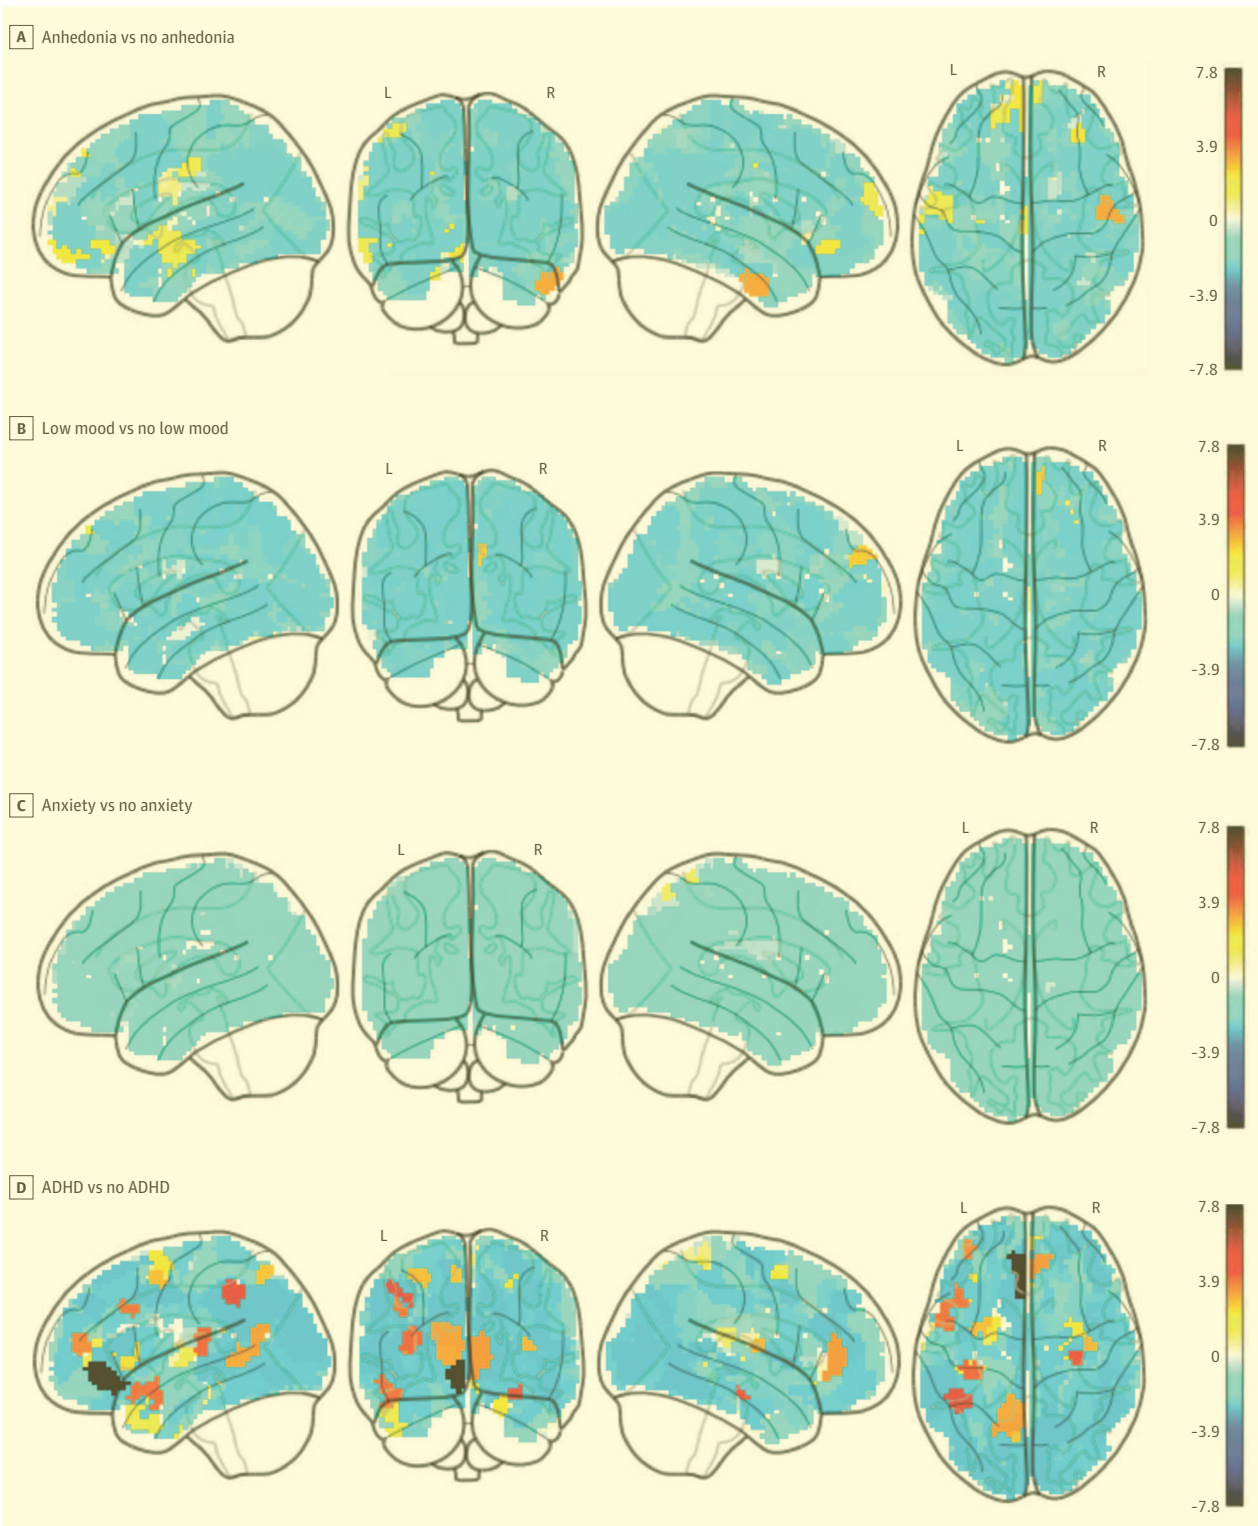 A Anhedonia vs no anhedonia
L R L R
7.8
3.9
0
-3.9
-7.8
B Low mood vs no low mood
L R L R
7.8
3.9
0
-3.9
-7.8
C Anxiety vs no anxiety
L R L R
7.8
3.9
0
-3.9
-7.8
D ADHD vs no ADHD
L R L R
7.8
3.9
0
-3.9
-7.8